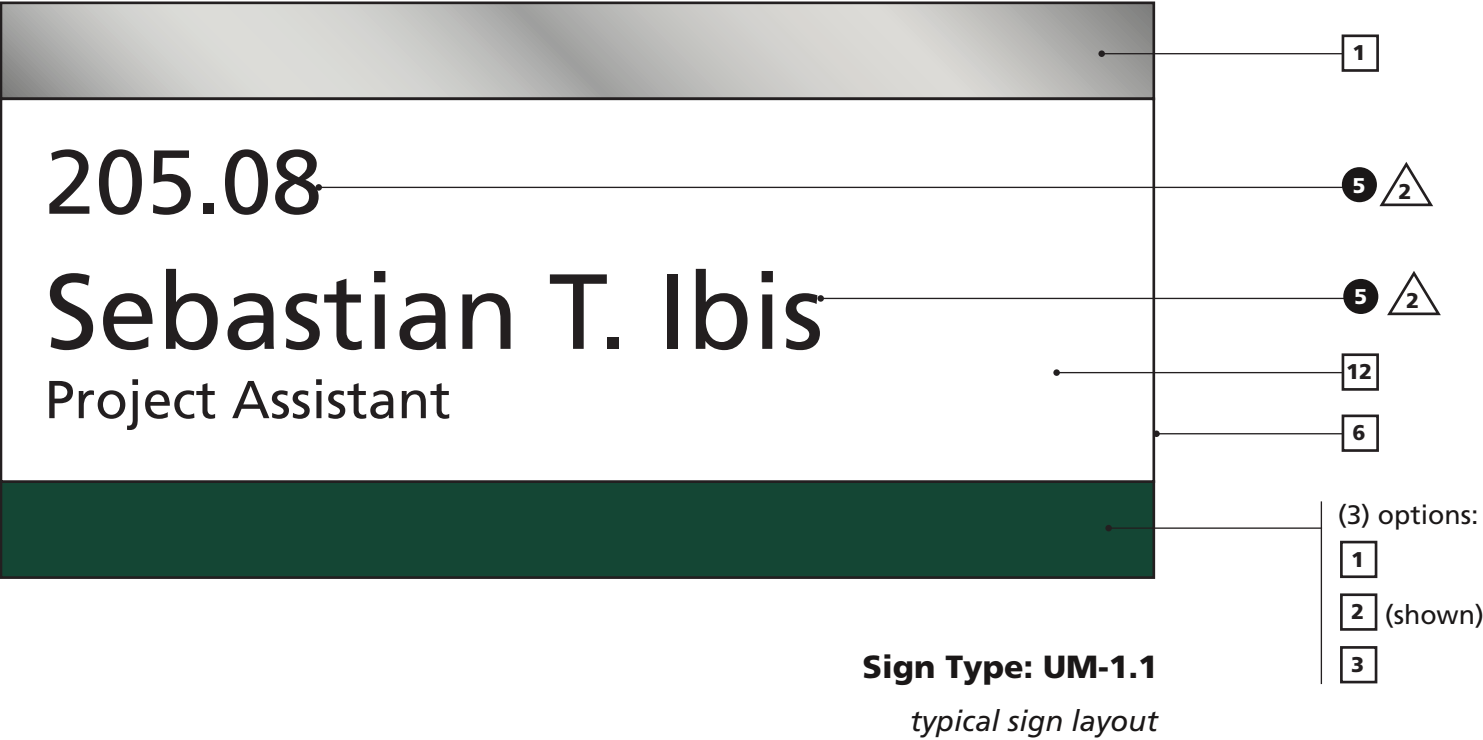 1
205.08 5 2
Sebastian T. Ibis 5 2
12
Project Assistant
6
(3) options:
1
2 (shown)
3
Sign Type: UM-1.1
typical sign layout